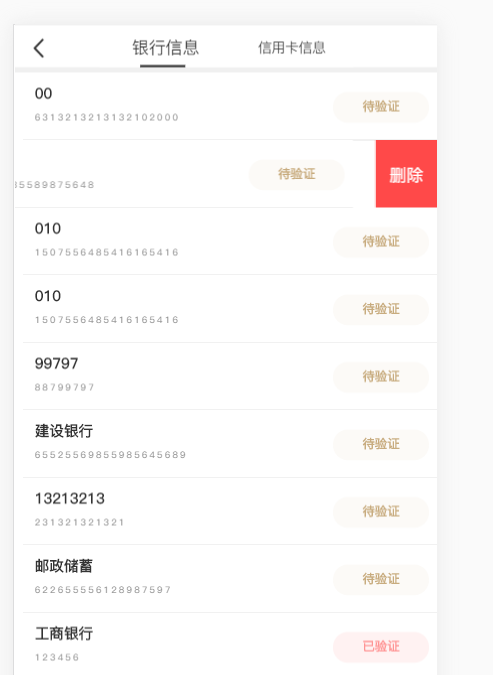 银行信息 信用卡信息
00
待验证
6313213213132102000
待验证
删除
35589875648
010
待验证
1507556485416165416
010
待验证
1507556485416165416
99797
待验证
88799797
建设银行
待验证
65525569855985645689
13213213
待验证
231321321321
邮政储蓄
待验证
622655556128987597
工商银行
已验证
123456